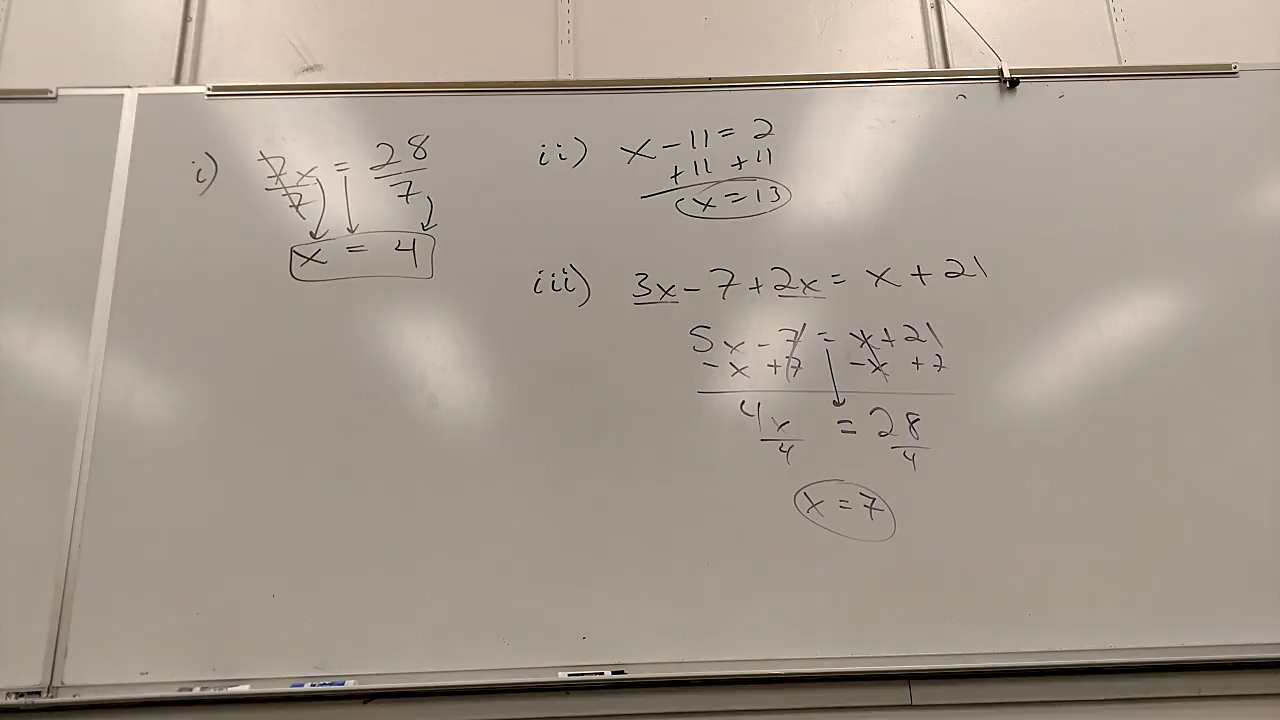 i) 7x/7 = 28/7
x = 4
ii) x - 11 = 2
+11 +11
x = 13
iii) 3x - 7 + 2x = x + 21
5x - 7 = x + 21
-x +7 -x +7
4x/4 = 28/4
x = 7